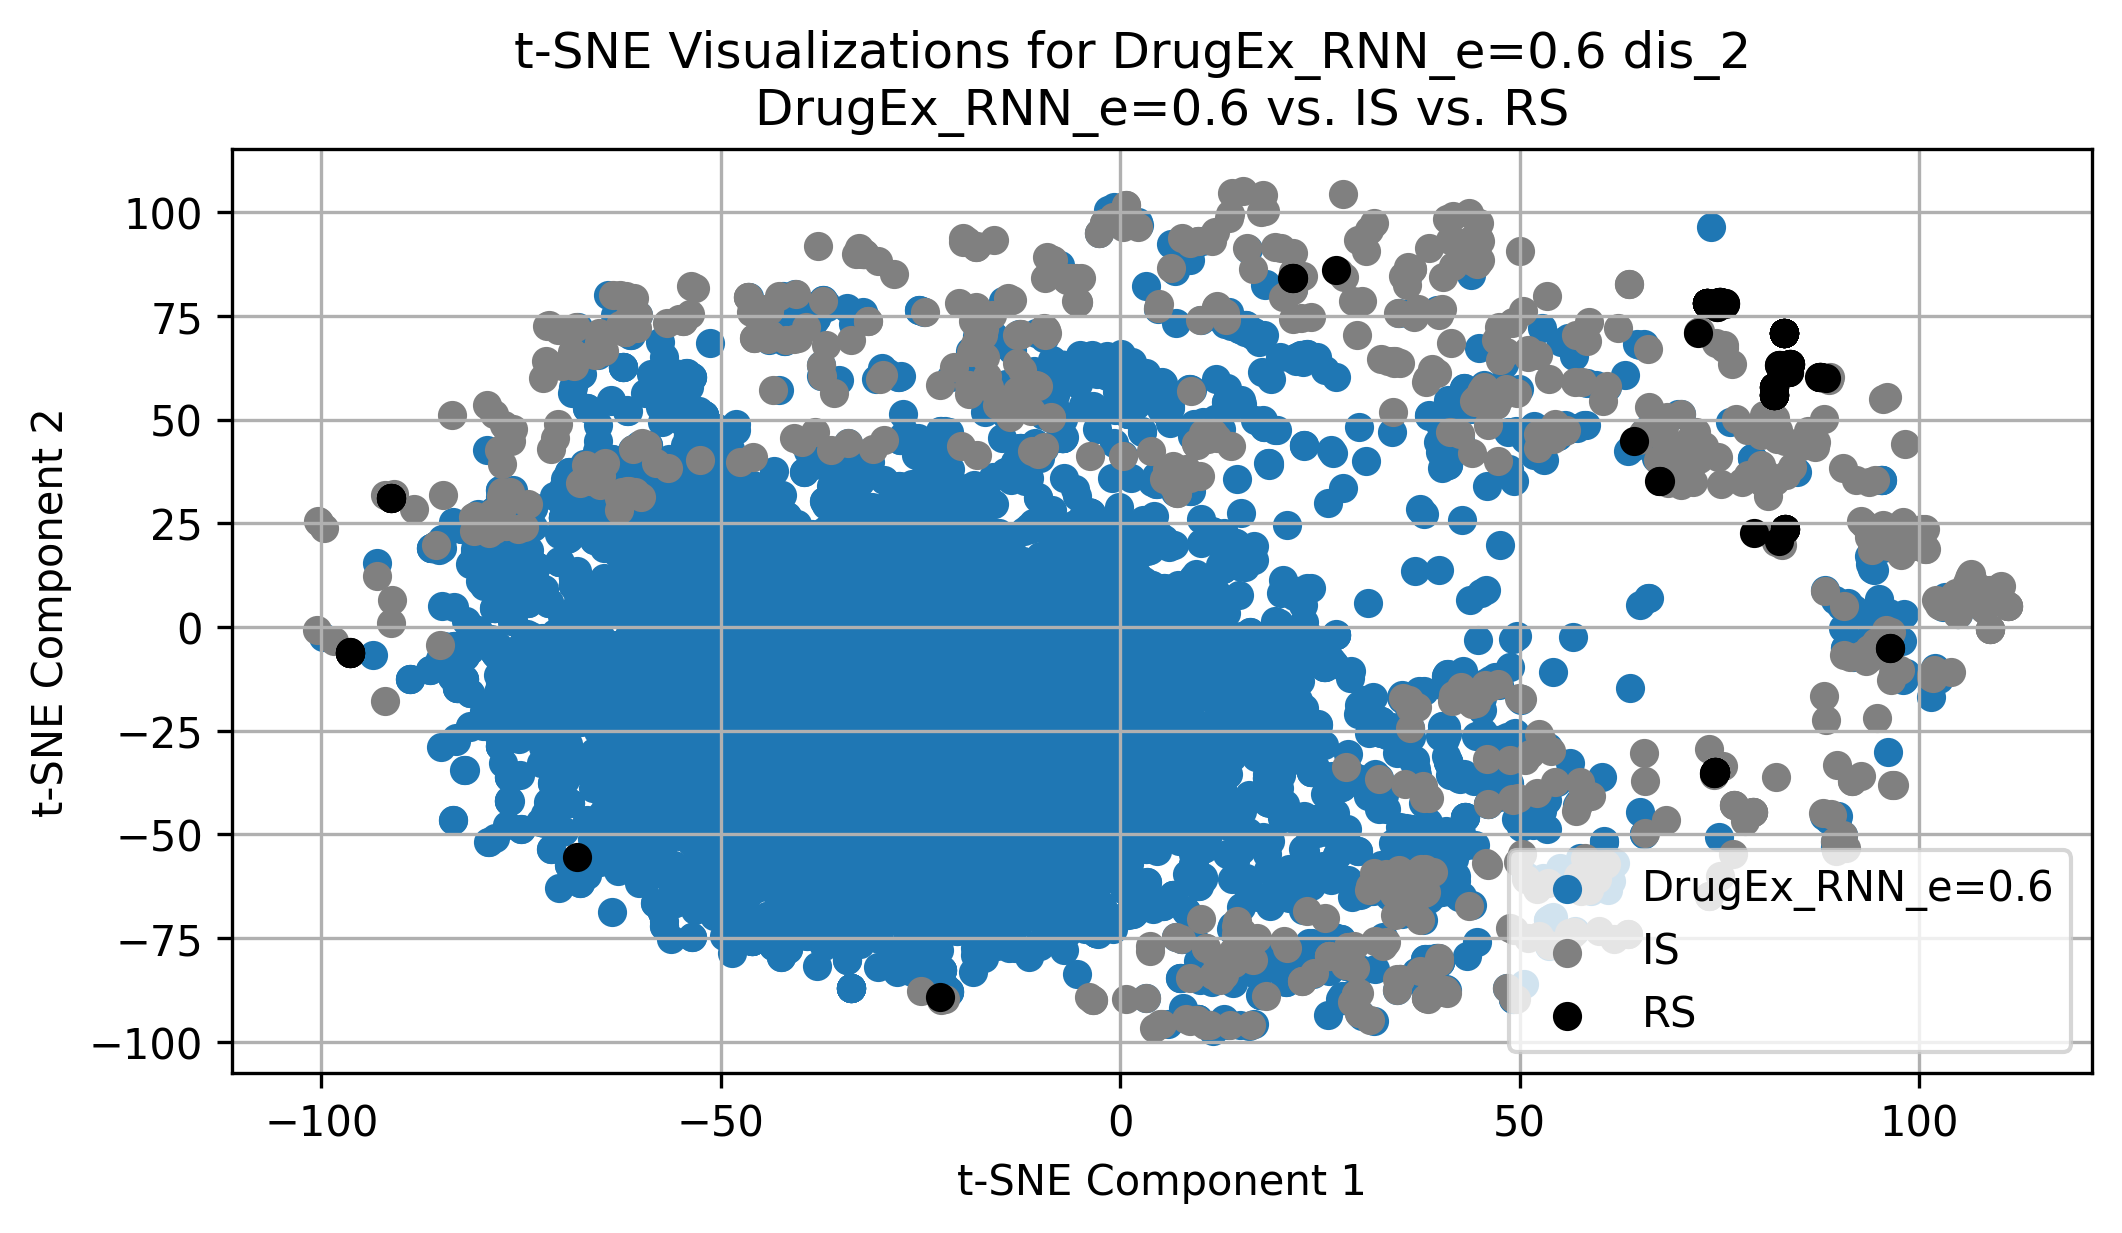 t-SNE Visualizations for DrugEx_RNN_e=0.6 dis_2
DrugEx_RNN_e=0.6 vs. IS vs. RS
t-SNE Component 2
100
75
50
25
0
−25
−50
−75
−100
DrugEx_RNN_e=0.6
IS
RS
−100
−50
0
50
100
t-SNE Component 1